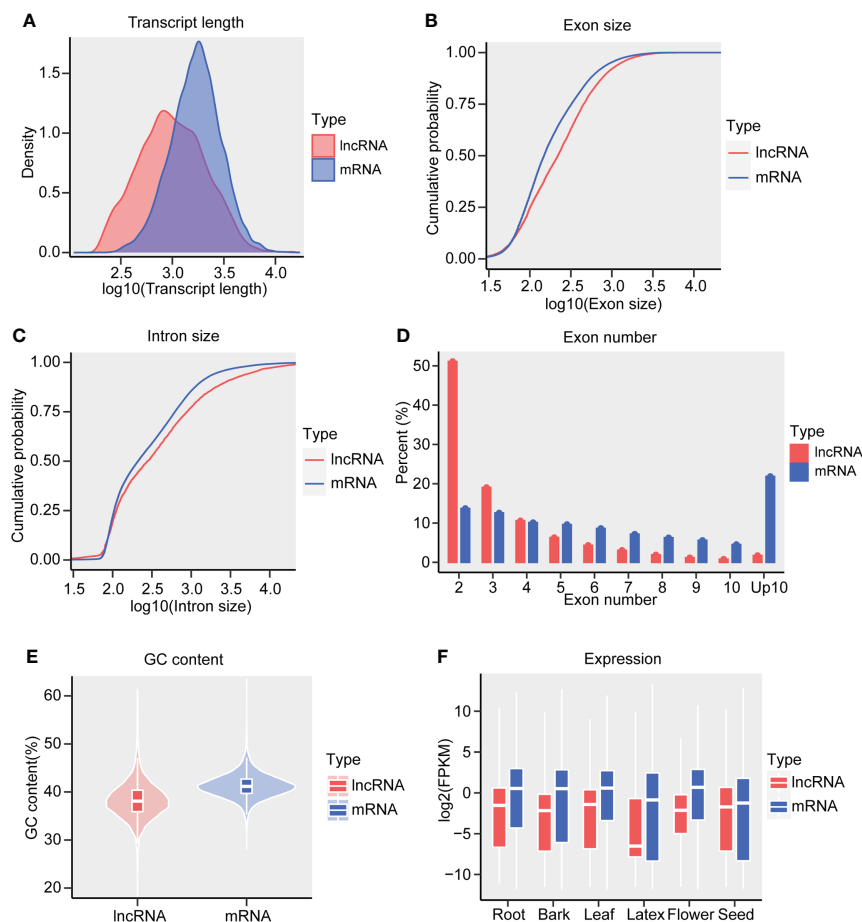 A
Transcript length
1.5
1.0
0.5
0.0
Density
2.5 3.0 3.5 4.0
log10(Transcript length)
Type
lncRNA
mRNA
B
Exon size
1.00
0.75
0.50
0.25
0.00
Cumulative probability
1.5 2.0 2.5 3.0 3.5 4.0
log10(Exon size)
Type
lncRNA
mRNA
C
Intron size
1.00
0.75
0.50
0.25
0.00
Cumulative probability
1.5 2.0 2.5 3.0 3.5 4.0
log10(Intron size)
Type
lncRNA
mRNA
D
Exon number
50
40
30
20
10
0
Percent (%)
2 3 4 5 6 7 8 9 10 Up10
Exon number
Type
lncRNA
mRNA
E
GC content
60
50
40
30
20
GC content(%)
lncRNA mRNA
Type
lncRNA
mRNA
F
Expression
10
0
−5
−10
log2(FPKM)
Root Bark Leaf Latex Flower Seed
Type
lncRNA
mRNA